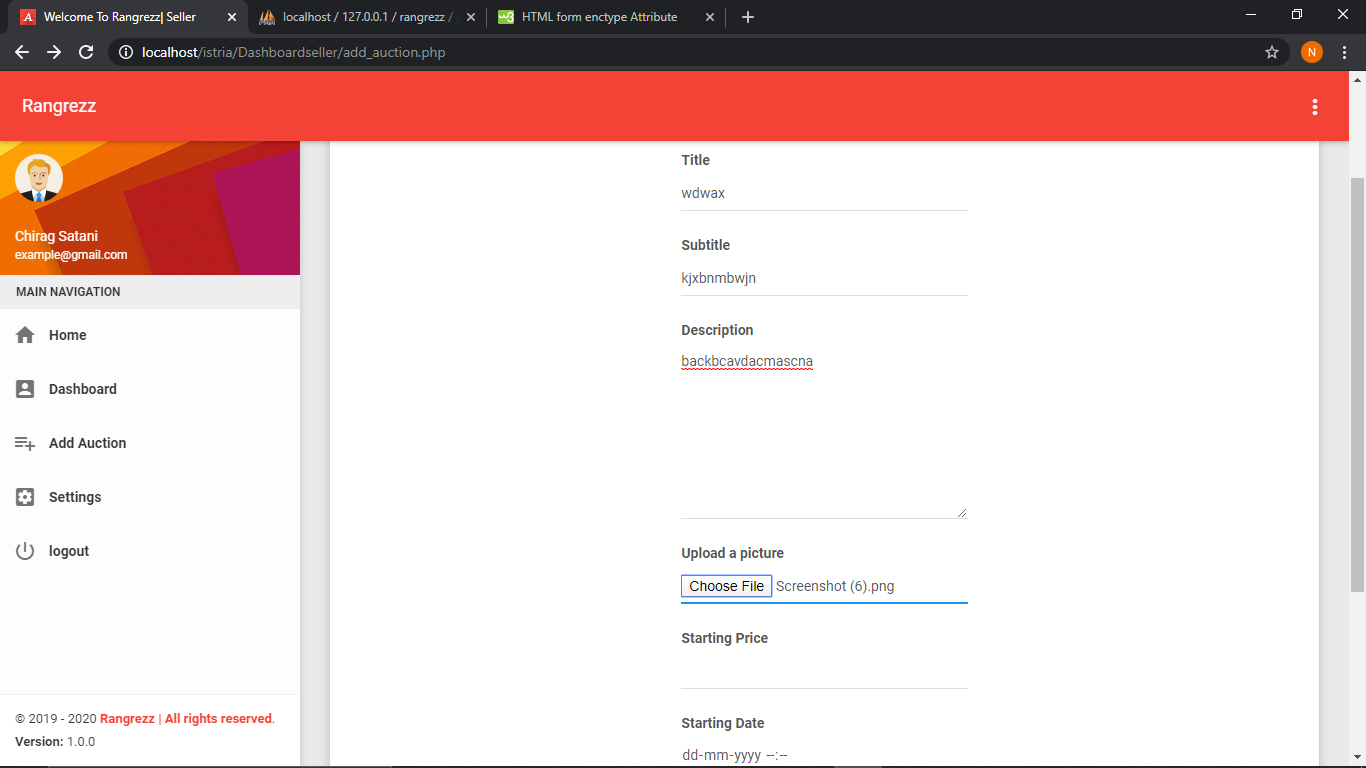 Welcome To Rangrezz| Seller
localhost / 127.0.0.1 / rangrezz /
HTML form enctype Attribute
localhost/istria/Dashboardseller/add_auction.php
N
Rangrezz
Chirag Satani
example@gmail.com
MAIN NAVIGATION
Home
Dashboard
Add Auction
Settings
logout
© 2019 - 2020 Rangrezz | All rights reserved.
Version: 1.0.0
Title
wdwax
Subtitle
kjxbnmbwjn
Description
backbcavdacmascna
Upload a picture
Choose File Screenshot (6).png
Starting Price
Starting Date
dd-mm-yyyy --:--